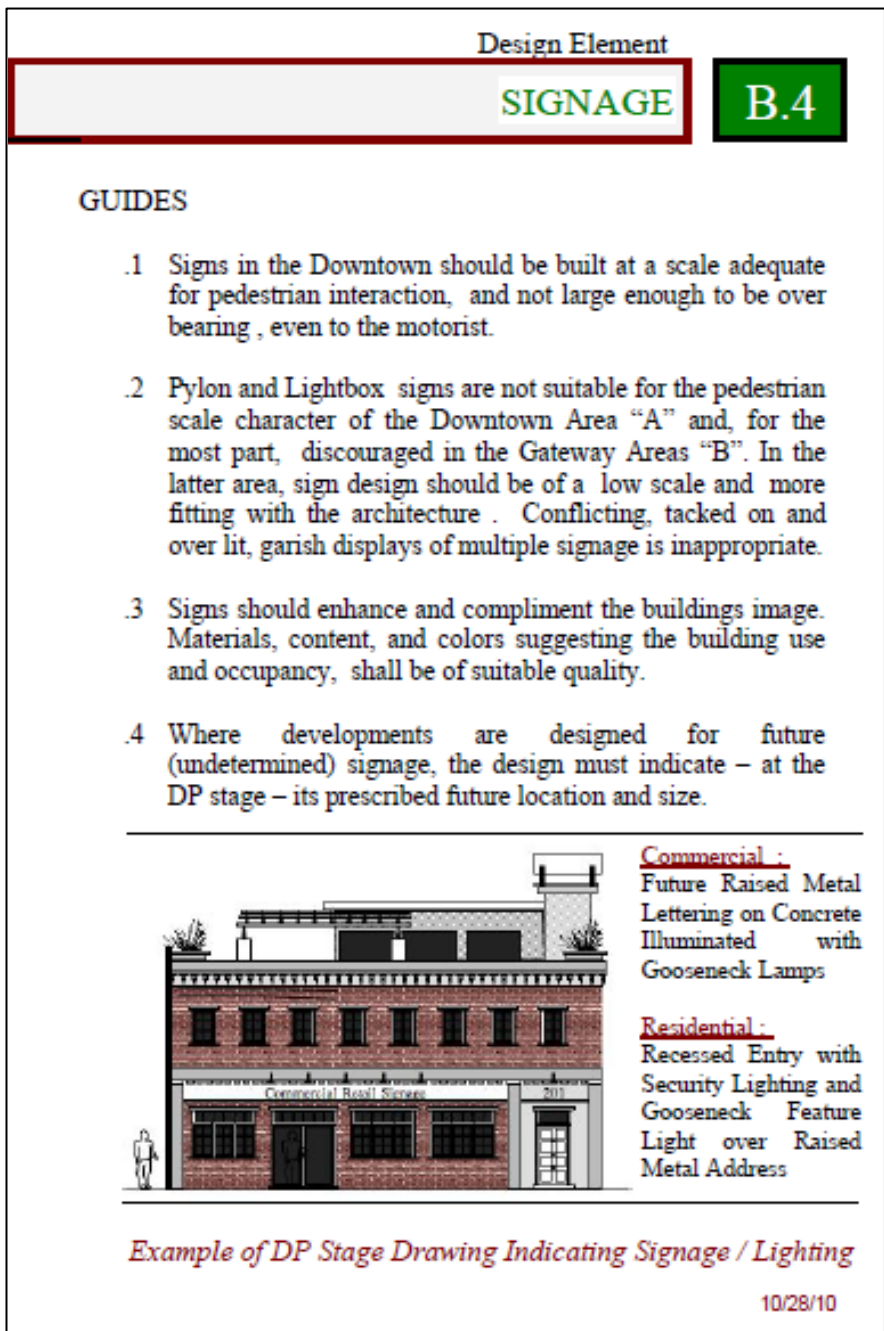 Design Element
SIGNAGE
B.4
GUIDES
.1 Signs in the Downtown should be built at a scale adequate
for pedestrian interaction, and not large enough to be over
bearing , even to the motorist.
.2 Pylon and Lightbox signs are not suitable for the pedestrian
scale character of the Downtown Area “A” and, for the
most part, discouraged in the Gateway Areas “B”. In the
latter area, sign design should be of a low scale and more
fitting with the architecture . Conflicting, tacked on and
over lit, garish displays of multiple signage is inappropriate.
.3 Signs should enhance and compliment the buildings image.
Materials, content, and colors suggesting the building use
and occupancy, shall be of suitable quality.
.4 Where developments are designed for future
(undetermined) signage, the design must indicate – at the
DP stage – its prescribed future location and size.
Commercial :
Future Raised Metal
Lettering on Concrete
Illuminated with
Gooseneck Lamps
Residential :
Recessed Entry with
Security Lighting and
Gooseneck Feature
Light over Raised
Metal Address
Commercial Retail Signage
201
Example of DP Stage Drawing Indicating Signage / Lighting
10/28/10